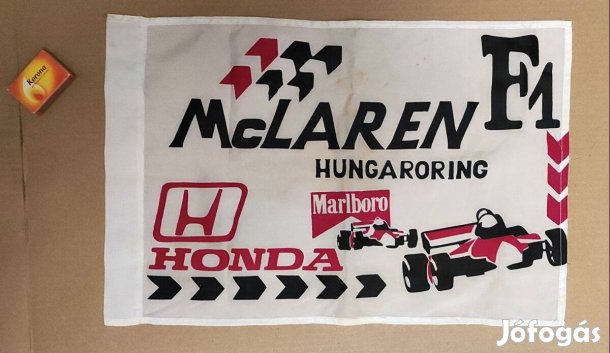 Korona
McLAREN
F1
HUNGARORING
Marlboro
HONDA
Jófogás